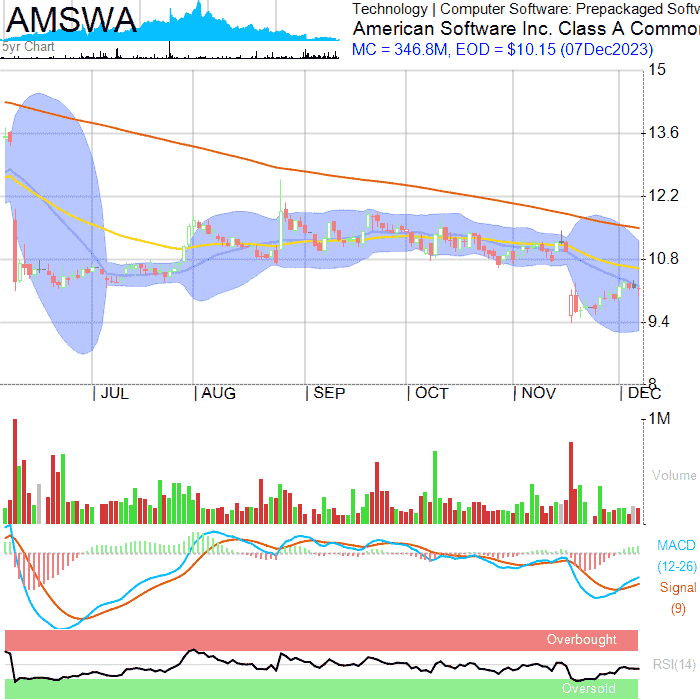 AMSWA
5yr Chart
Technology | Computer Software: Prepackaged Softw
American Software Inc. Class A Common
MC = 346.8M, EOD = $10.15 (07Dec2023)
15
13.6
12.2
10.8
9.4
8
JUL AUG SEP OCT NOV DEC
1M
Volume
MACD
(12-26)
Signal
(9)
Overbought
RSI(14)
Oversold